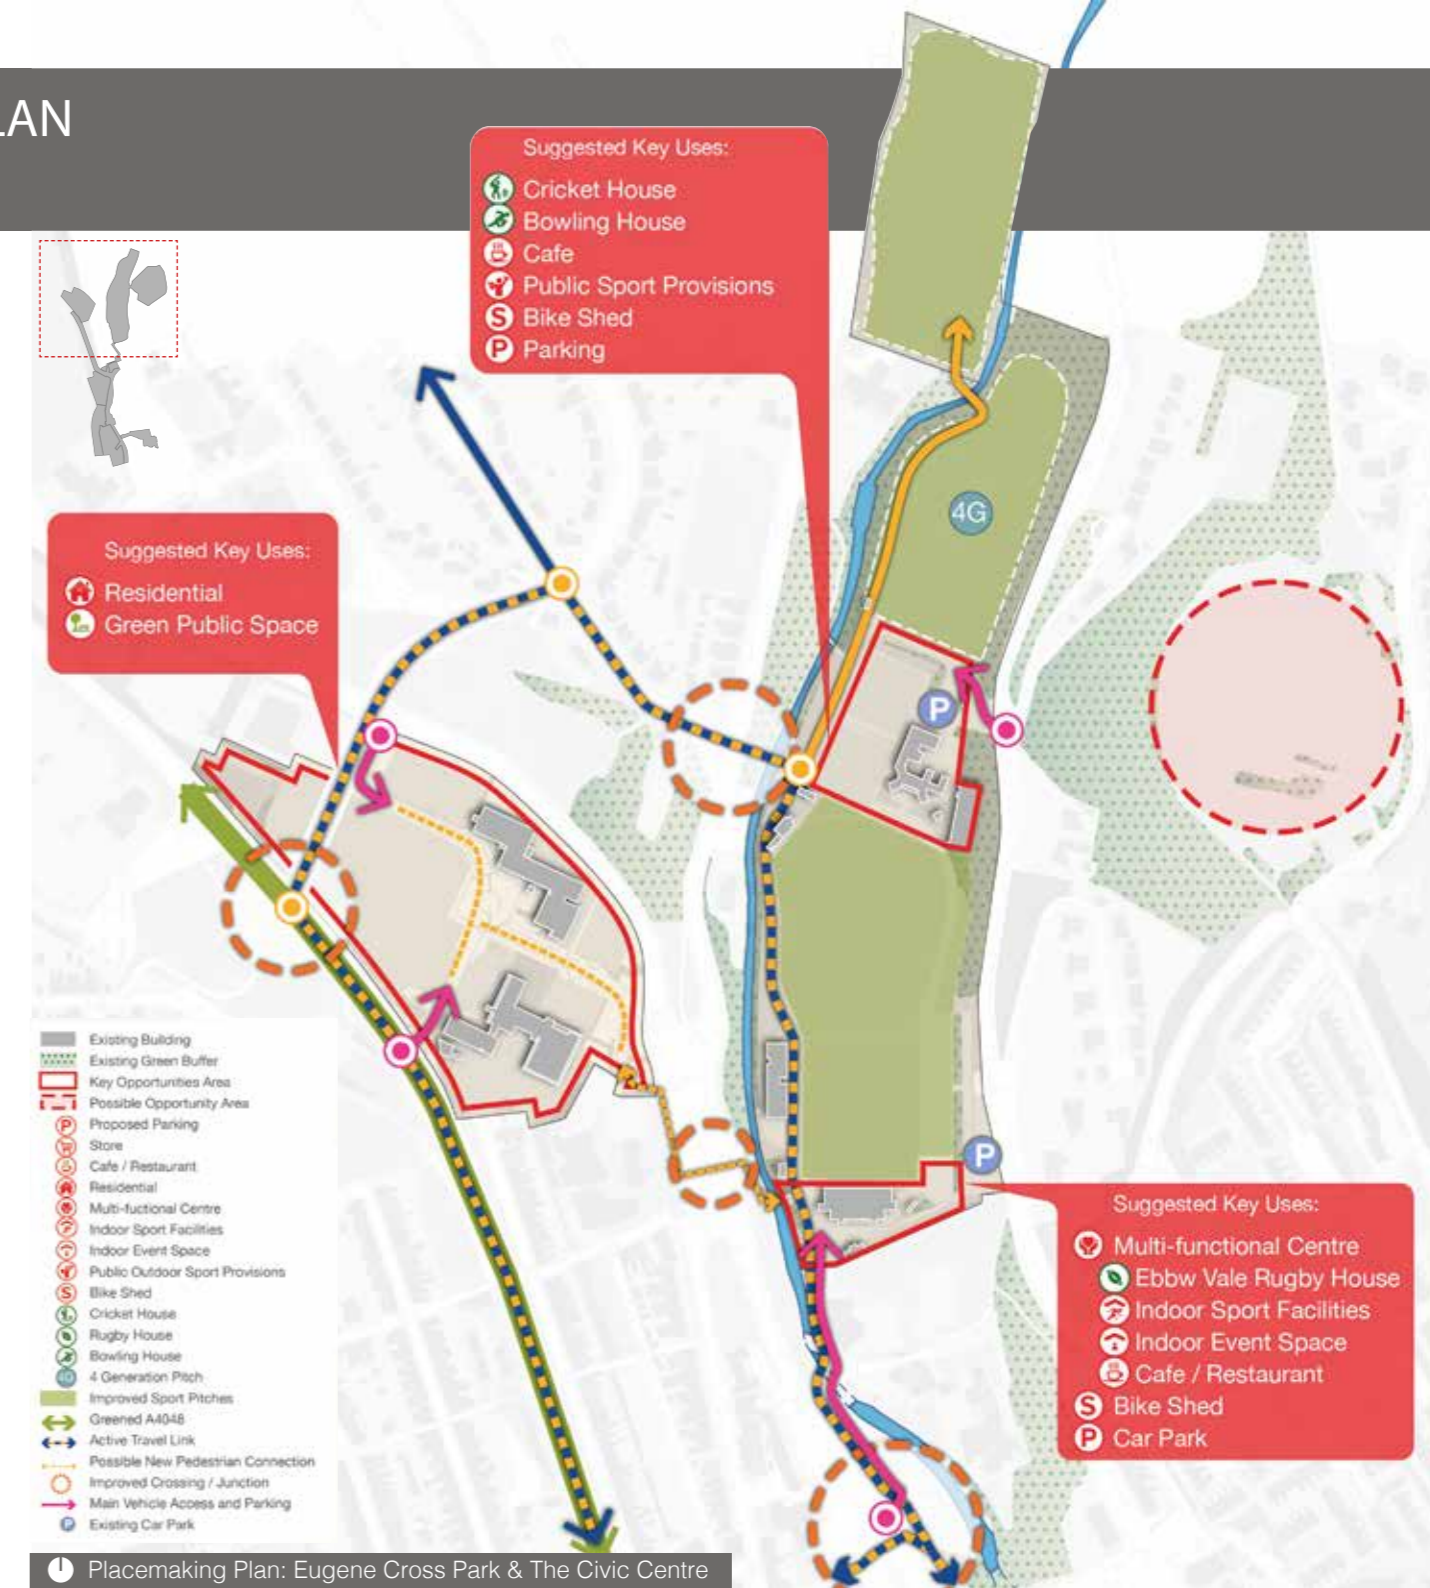 LAN
Suggested Key Uses:
Cricket House
Bowling House
Cafe
Public Sport Provisions
S Bike Shed
P Parking
4G
Suggested Key Uses:
Residential
Green Public Space
P
Existing Building
Existing Green Buffer
Key Opportunities Area
Possible Opportunity Area
P Proposed Parking
Store
Cafe / Restaurant
Residential
Multi-fuctional Centre
Indoor Sport Facilities
Indoor Event Space
Public Outdoor Sport Provisions
S Bike Shed
Cricket House
Rugby House
Bowling House
4G 4 Generation Pitch
Improved Sport Pitches
Greened A4048
Active Travel Link
Possible New Pedestrian Connection
Improved Crossing / Junction
Main Vehicle Access and Parking
P Existing Car Park
P
Suggested Key Uses:
Multi-functional Centre
Ebbw Vale Rugby House
Indoor Sport Facilities
Indoor Event Space
Cafe / Restaurant
S Bike Shed
P Car Park
Placemaking Plan: Eugene Cross Park & The Civic Centre